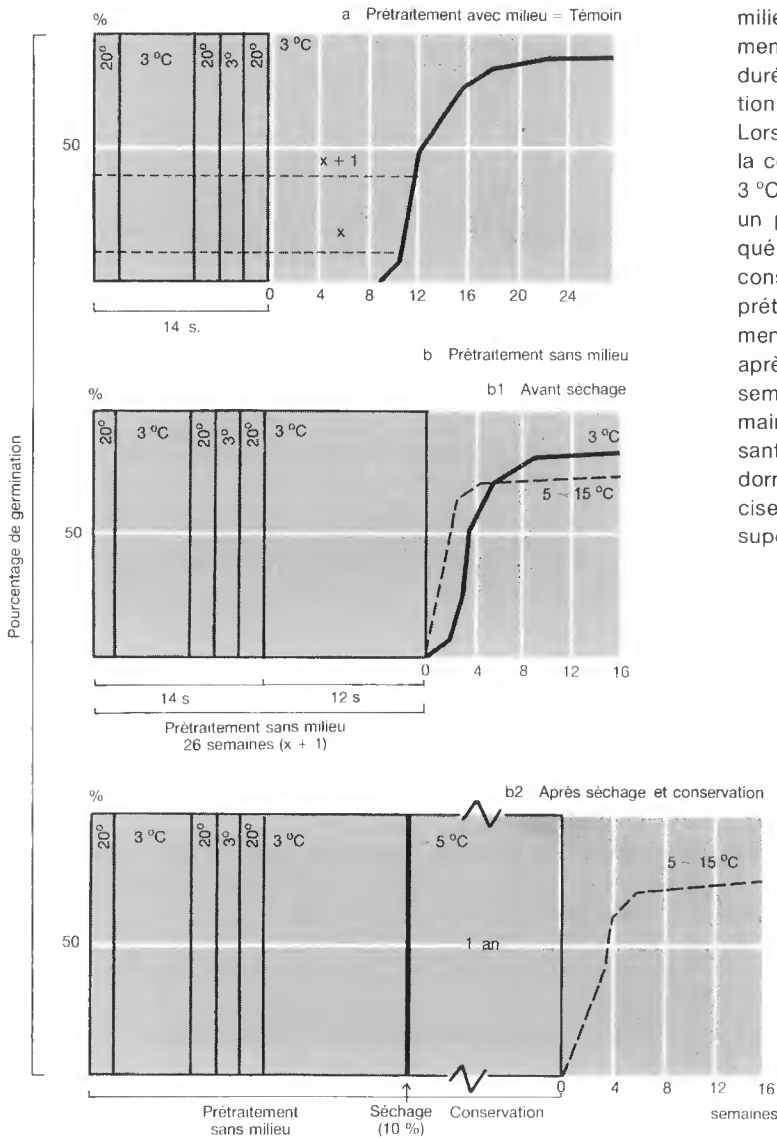 a Prétraitement avec milieu = Témoin
%
20° 3 °C 20° 3° 20° 3 °C
50
x + 1
x
0 4 8 12 16 20 24
14 s.
b Prétraitement sans milieu
b1 Avant séchage
%
20° 3 °C 20° 3° 20° 3 °C
3 °C
5 – 15 °C
50
0 4 8 12 16
14 s 12 s
Prétraitement sans milieu
26 semaines (x + 1)
b2 Après séchage et conservation
%
20° 3 °C 20° 3° 20° 3 °C - 5 °C
5 – 15 °C
50
1 an
0 4 8 12 16
semaines
Prétraitement
sans milieu
Séchage
(10 %)
Conservation
Pourcentage de germination
milie
men
duré
tion
Lors
la c
3 °C
un p
qué
cons
prét
men
aprè
sem
main
sant
dorr
cise
supe